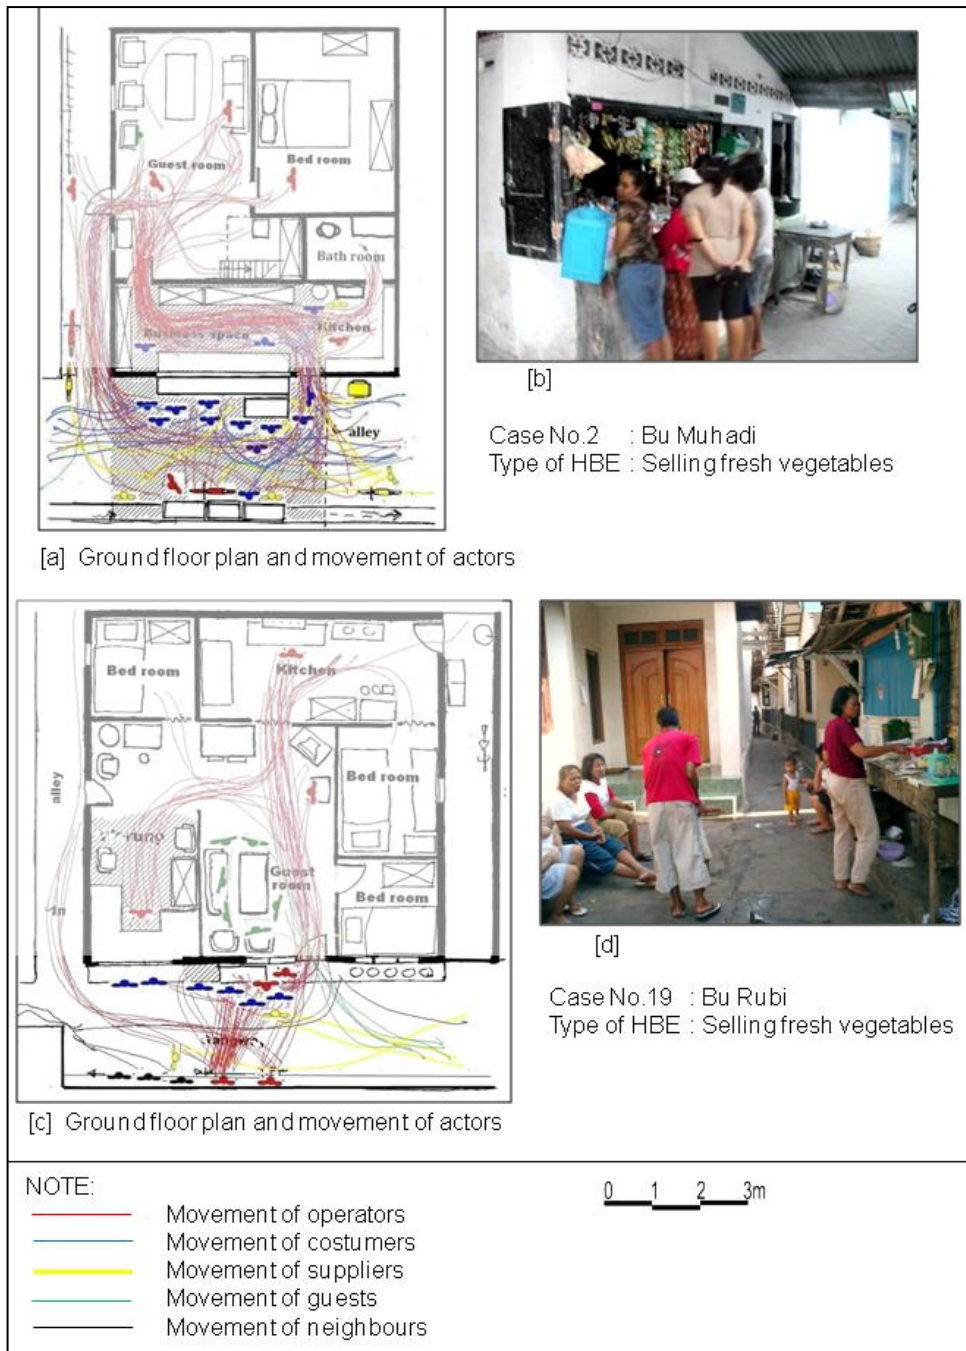 Guest room
Bed room
Bath room
Business space
Kitchen
alley
[a] Ground floor plan and movement of actors
[b]
Case No.2 : Bu Muhadi
Type of HBE : Selling fresh vegetables
Bed room
Kitchen
alley
Bed room
Guest room
Bed room
In
[c] Ground floor plan and movement of actors
[d]
Case No.19 : Bu Rubi
Type of HBE : Selling fresh vegetables
NOTE:
0 1 2 3m
Movement of operators
Movement of costumers
Movement of suppliers
Movement of guests
Movement of neighbours